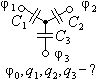 φ₁ φ₂
C₁ C₂
C₃
φ₃
φ₀, q₁, q₂, q₃ – ?